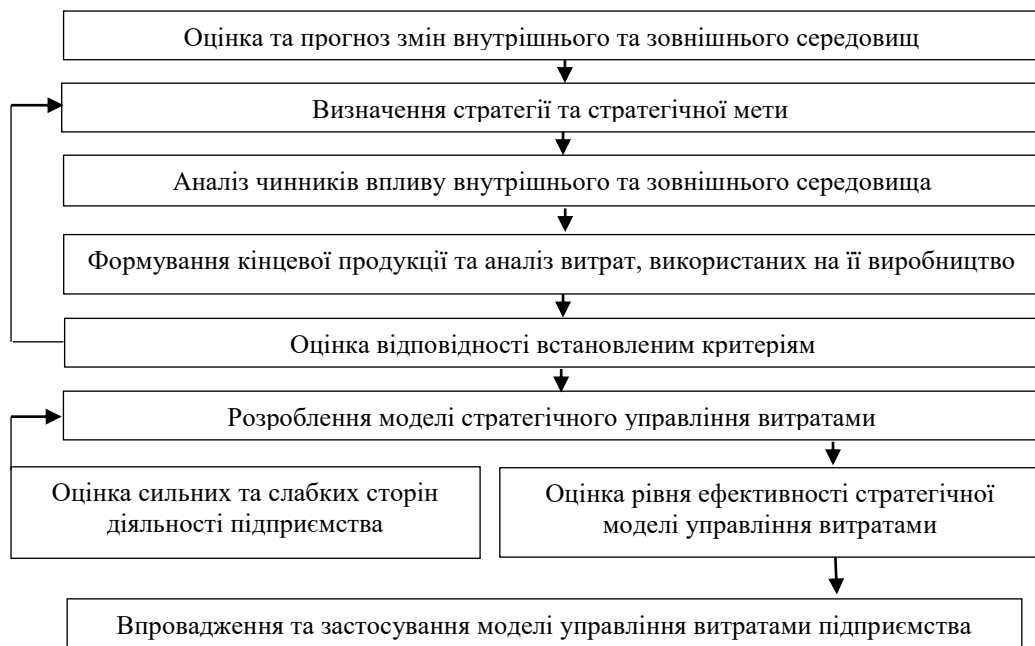 Оцінка та прогноз змін внутрішнього та зовнішнього середовищ
Визначення стратегії та стратегічної мети
Аналіз чинників впливу внутрішнього та зовнішнього середовища
Формування кінцевої продукції та аналіз витрат, використаних на її виробництво
Оцінка відповідності встановленим критеріям
Розроблення моделі стратегічного управління витратами
Оцінка сильних та слабких сторін
діяльності підприємства
Оцінка рівня ефективності стратегічної
моделі управління витратами
Впровадження та застосування моделі управління витратами підприємства